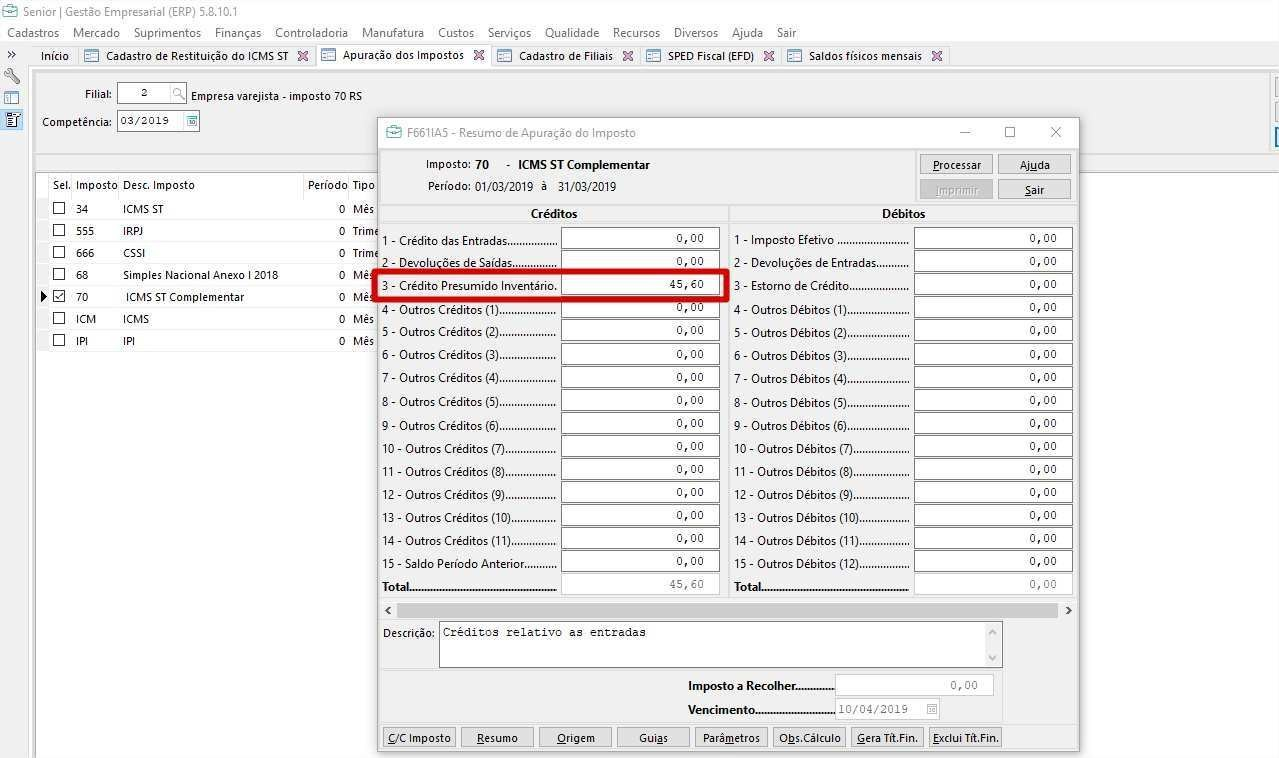 Senior | Gestão Empresarial (ERP) 5.8.10.1
Cadastros Mercado Suprimentos Finanças Controladoria Manufatura Custos Serviços Qualidade Recursos Diversos Ajuda Sair
Início Cadastro de Restituição do ICMS ST Apuração dos Impostos Cadastro de Filiais SPED Fiscal (EFD) Saldos físicos mensais
Filial: 2 Empresa varejista - imposto 70 RS
Competência: 03/2019
Sel. Imposto Desc. Imposto Período Tipo
34 ICMS ST 0 Mês
555 IRPJ 0 Trime
666 CSSI 0 Trime
68 Simples Nacional Anexo I 2018 0 Mês
70 ICMS ST Complementar 0 Mês
ICM ICMS 0 Mês
IPI IPI 0 Mês
F661IA5 - Resumo de Apuração do Imposto
Imposto: 70 - ICMS ST Complementar
Período: 01/03/2019 à 31/03/2019
Processar Ajuda
Imprimir Sair
Créditos Débitos
1 - Crédito das Entradas................ 0,00 1 - Imposto Efetivo ....................... 0,00
2 - Devoluções de Saídas.............. 0,00 2 - Devoluções de Entradas.......... 0,00
3 - Crédito Presumido Inventário. 45,60 3 - Estorno de Crédito................... 0,00
4 - Outros Créditos (1).................. 0,00 4 - Outros Débitos (1)................... 0,00
5 - Outros Créditos (2).................. 0,00 5 - Outros Débitos (2)................... 0,00
6 - Outros Créditos (3).................. 0,00 6 - Outros Débitos (3)................... 0,00
7 - Outros Créditos (4).................. 0,00 7 - Outros Débitos (4)................... 0,00
8 - Outros Créditos (5).................. 0,00 8 - Outros Débitos (5)................... 0,00
9 - Outros Créditos (6).................. 0,00 9 - Outros Débitos (6)................... 0,00
10 - Outros Créditos (7)................ 0,00 10 - Outros Débitos (7)................. 0,00
11 - Outros Créditos (8)................ 0,00 11 - Outros Débitos (8)................. 0,00
12 - Outros Créditos (9)................ 0,00 12 - Outros Débitos (9)................. 0,00
13 - Outros Créditos (10).............. 0,00 13 - Outros Débitos (10)............... 0,00
14 - Outros Créditos (11).............. 0,00 14 - Outros Débitos (11)............... 0,00
15 - Saldo Período Anterior.......... 0,00 15 - Outros Débitos (12)............... 0,00
Total............................................... 45,60 Total............................................... 0,00
Descrição: Créditos relativo as entradas
Imposto a Recolher............ 0,00
Vencimento......................... 10/04/2019
C/C Imposto Resumo Origem Guias Parâmetros Obs.Cálculo Gera Tít.Fin. Exclui Tít.Fin.